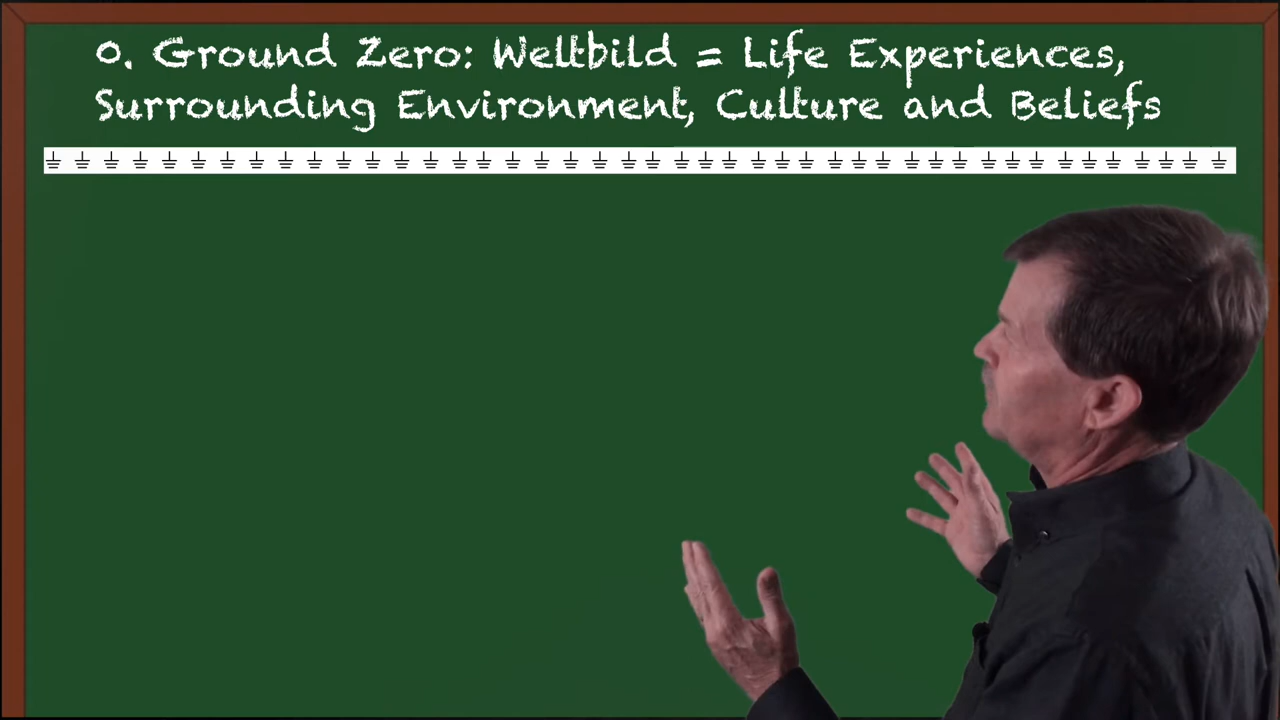 0. Ground Zero: Weltbild = Life Experiences,
Surrounding Environment, Culture and Beliefs